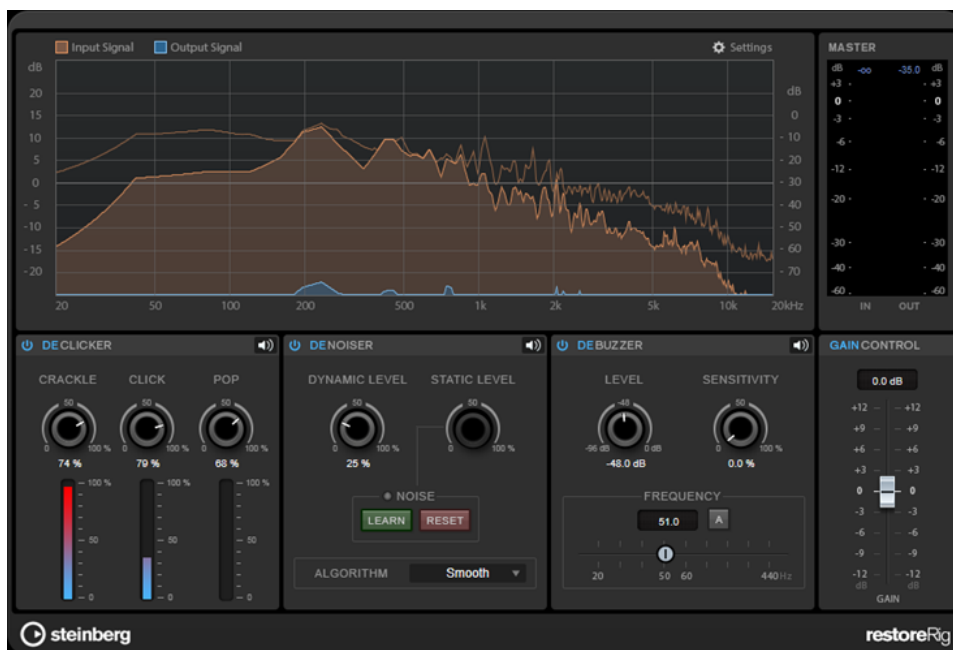 Input Signal Output Signal Settings
dB
20
15
10
5
0
- 5
- 10
- 15
- 20
dB
0
- 10
- 20
- 30
- 40
- 50
- 60
- 70
20 50 100 200 500 1k 2k 5k 10k 20kHz
MASTER
dB -∞ -35.0 dB
+3 +3
0 0
-3 -3
-6 -6
-12 -12
-20 -20
-30 -30
-40 -40
-60 -60
IN OUT
DECLICKER
CRACKLE CLICK POP
50 50 50
0 100 % 0 100 % 0 100 %
74 % 79 % 68 %
100 % 100 % 100 %
50 50 50
0 0 0
DENOISER
DYNAMIC LEVEL STATIC LEVEL
50 50
0 100 % 0 100 %
25 %
NOISE
LEARN RESET
ALGORITHM Smooth
DEBUZZER
LEVEL SENSITIVITY
-48 50
-96 dB 0 dB 0 100 %
-48.0 dB 0.0 %
FREQUENCY
51.0 A
20 50 60 440 Hz
GAIN CONTROL
0.0 dB
+12 +12
+9 +9
+6 +6
+3 +3
0 0
-3 -3
-6 -6
-9 -9
-12 -12
dB dB
GAIN
steinberg restoreRig